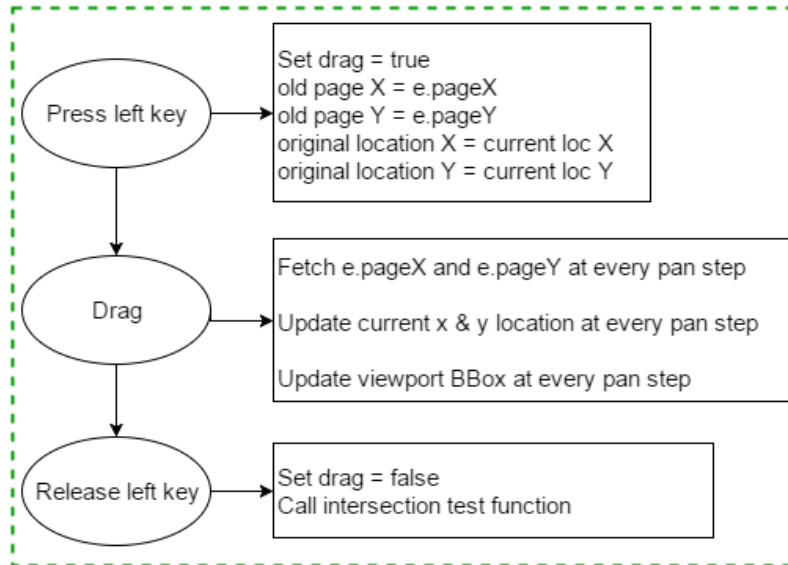 Press left key
Set drag = true
old page X = e.pageX
old page Y = e.pageY
original location X = current loc X
original location Y = current loc Y
Drag
Fetch e.pageX and e.pageY at every pan step
Update current x & y location at every pan step
Update viewport BBox at every pan step
Release left key
Set drag = false
Call intersection test function